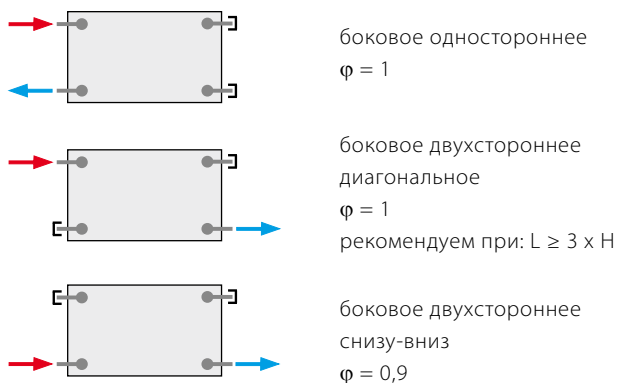 боковое одностороннее
φ = 1
боковое двухстороннее
диагональное
φ = 1
рекомендуем при: L ≥ 3 x H
боковое двухстороннее
снизу-вниз
φ = 0,9